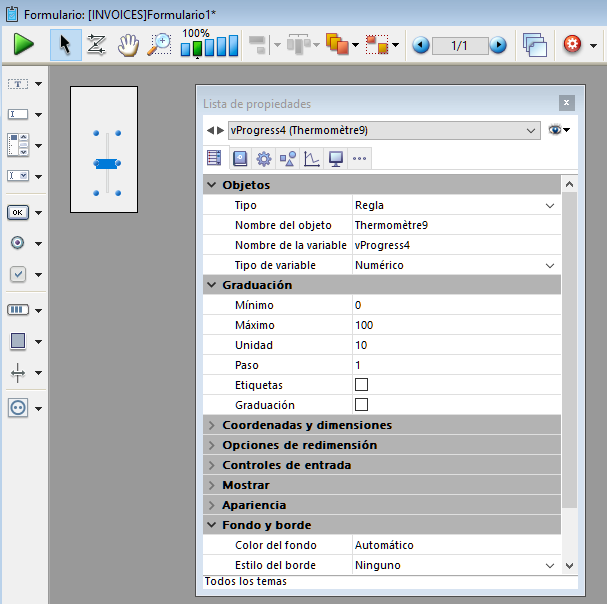 Formulario: [INVOICES]Formulario1*
100%
1/1
Lista de propiedades
vProgress4 (Thermomètre9)
Objetos
Tipo Regla
Nombre del objeto Thermomètre9
Nombre de la variable vProgress4
Tipo de variable Numérico
Graduación
Mínimo 0
Máximo 100
Unidad 10
Paso 1
Etiquetas
Graduación
Coordenadas y dimensiones
Opciones de redimensión
Controles de entrada
Mostrar
Apariencia
Fondo y borde
Color del fondo Automático
Estilo del borde Ninguno
Todos los temas
T
OK